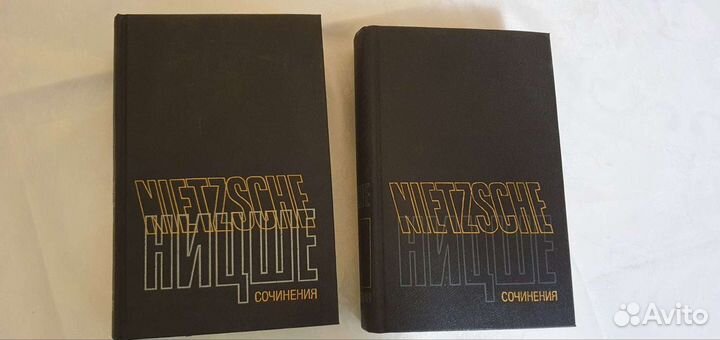 NIETZSCHE
НИЦШЕ
СОЧИНЕНИЯ
NIETZSCHE
НИЦШЕ
СОЧИНЕНИЯ
Avito